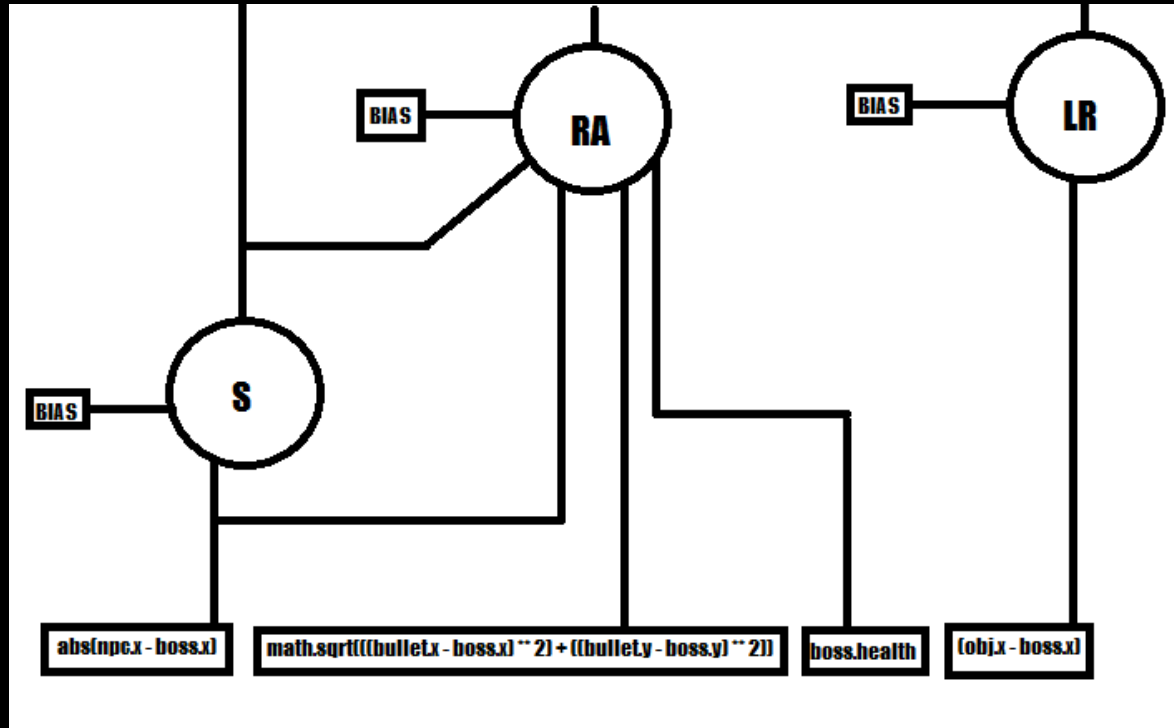 BIAS
RA
BIAS
LR
BIAS
S
abs(npc.x - boss.x)
math.sqrt(((bullet.x - boss.x) ** 2) + ((bullet.y - boss.y) ** 2))
boss.health
(obj.x - boss.x)